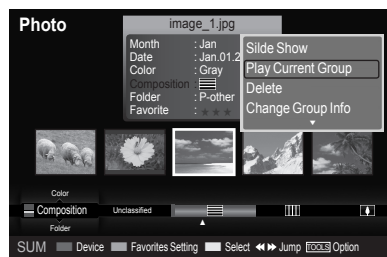 Photo
image_1.jpg
Month : Jan
Date : Jan.01.2
Color : Gray
Composition :
Folder : P-other
Favorite : ★ ★ ★
Silde Show
Play Current Group
Delete
Change Group Info
Color
Composition
Unclassified
Folder
SUM Device Favorites Setting Select Jump TOOLS Option